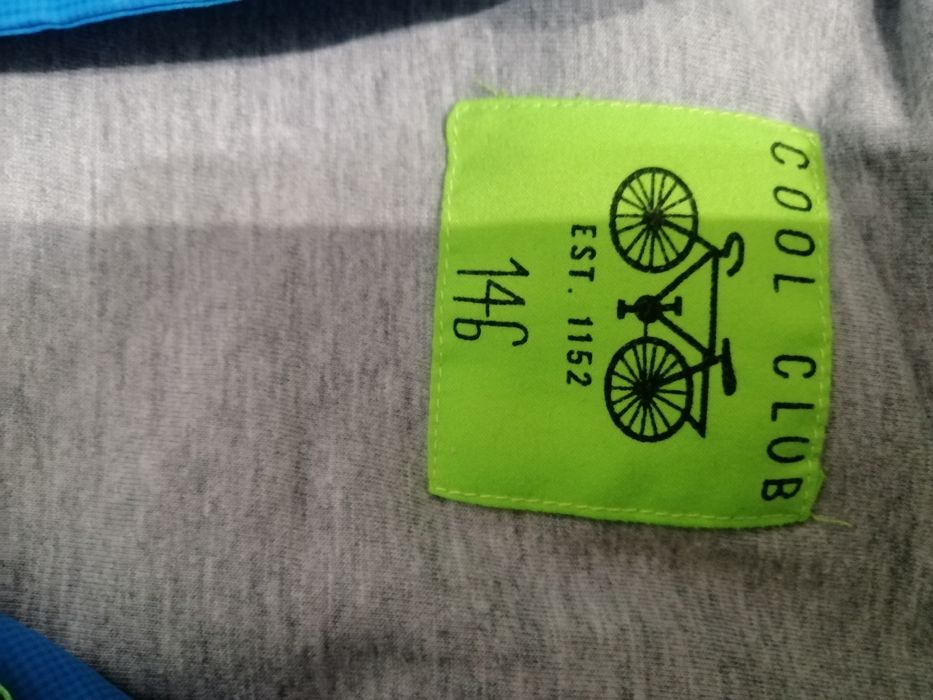 COOL CLUB
EST. 1152
146